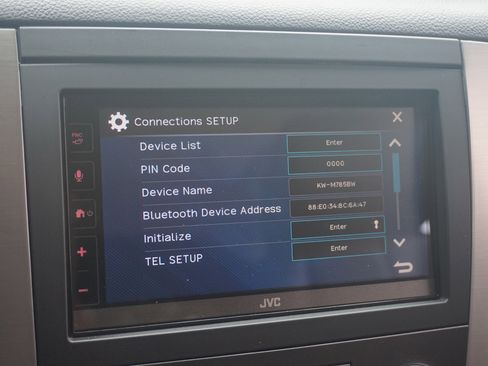 FNC
Connections SETUP
Device List Enter
PIN Code 0000
Device Name KW-M785BW
Bluetooth Device Address 88:E0:34:8C:6A:47
Initialize Enter
TEL SETUP Enter
JVC